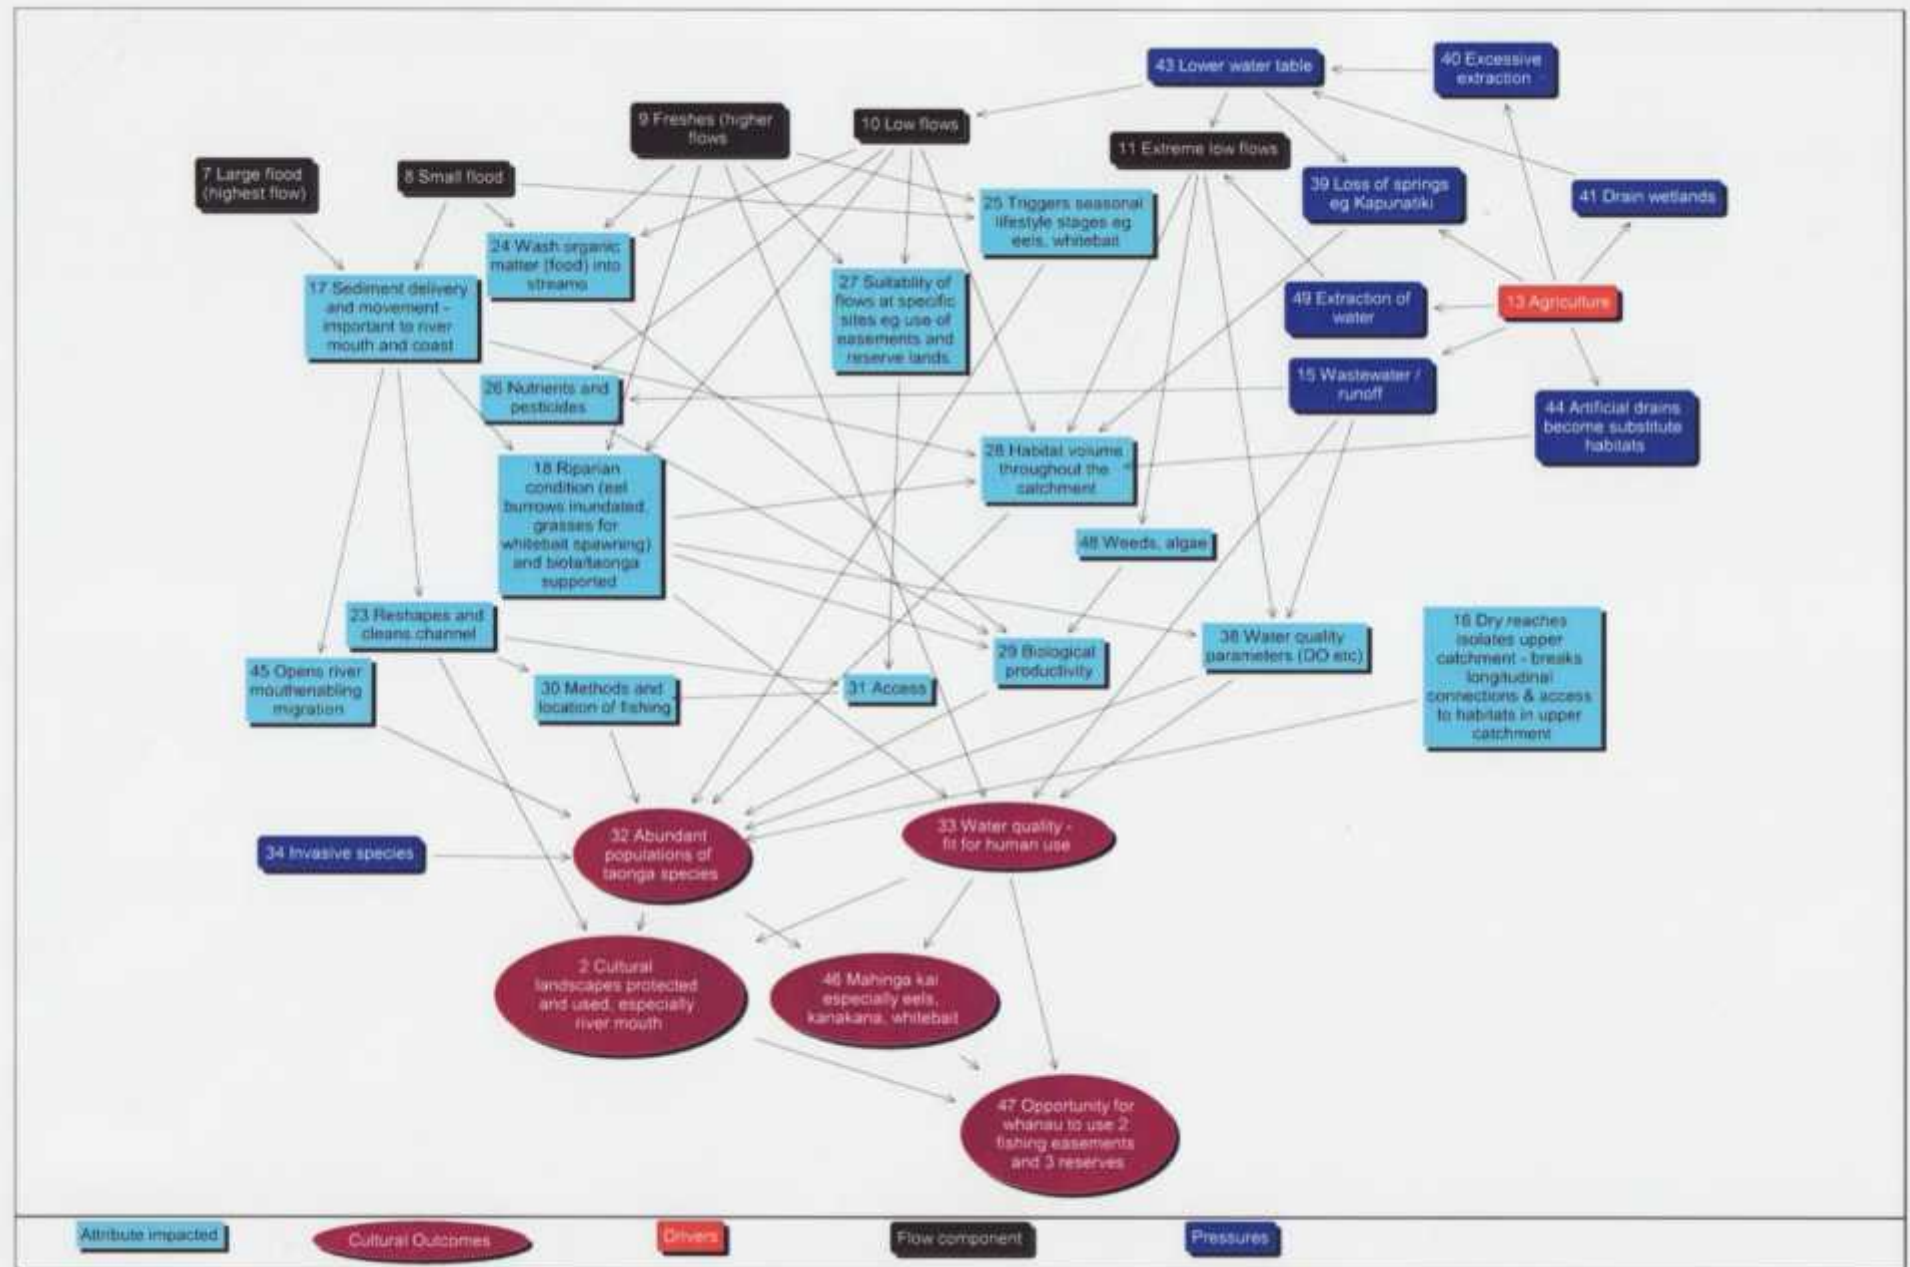 43 Lower water table
40 Excessive
extraction
9 Freshes (higher
flows
10 Low flows
11 Extreme low flows
7 Large flood
(highest flow)
8 Small flood
39 Loss of springs
eg Kapunatiki
41 Drain wetlands
25 Triggers seasonal
lifestyle stages eg
eels, whitebait
24 Wash organic
matter (food) into
streams
17 Sediment delivery
and movement -
important to river
mouth and coast
27 Suitability of
flows at specific
sites eg use of
easements and
reserve lands
49 Extraction of
water
13 Agriculture
26 Nutrients and
pesticides
15 Wastewater /
runoff
44 Artificial drains
become substitute
habitats
28 Habitat volume
throughout the
catchment
18 Riparian
condition (eel
burrows inundated,
grasses for
whitebait spawning)
and biota/taonga
supported
48 Weeds, algae
23 Reshapes and
cleans channel
29 Biological
productivity
38 Water quality
parameters (DO etc)
16 Dry reaches
isolates upper
catchment - breaks
longitudinal
connections & access
to habitats in upper
catchment
45 Opens river
mouthenabling
migration
30 Methods and
location of fishing
31 Access
34 Invasive species
32 Abundant
populations of
taonga species
33 Water quality -
fit for human use
2 Cultural
landscapes protected
and used, especially
river mouth
46 Mahinga kai
especially eels,
kanakana, whitebait
47 Opportunity for
whanau to use 2
fishing easements
and 3 reserves
Attribute impacted
Cultural Outcomes
Drivers
Flow component
Pressures